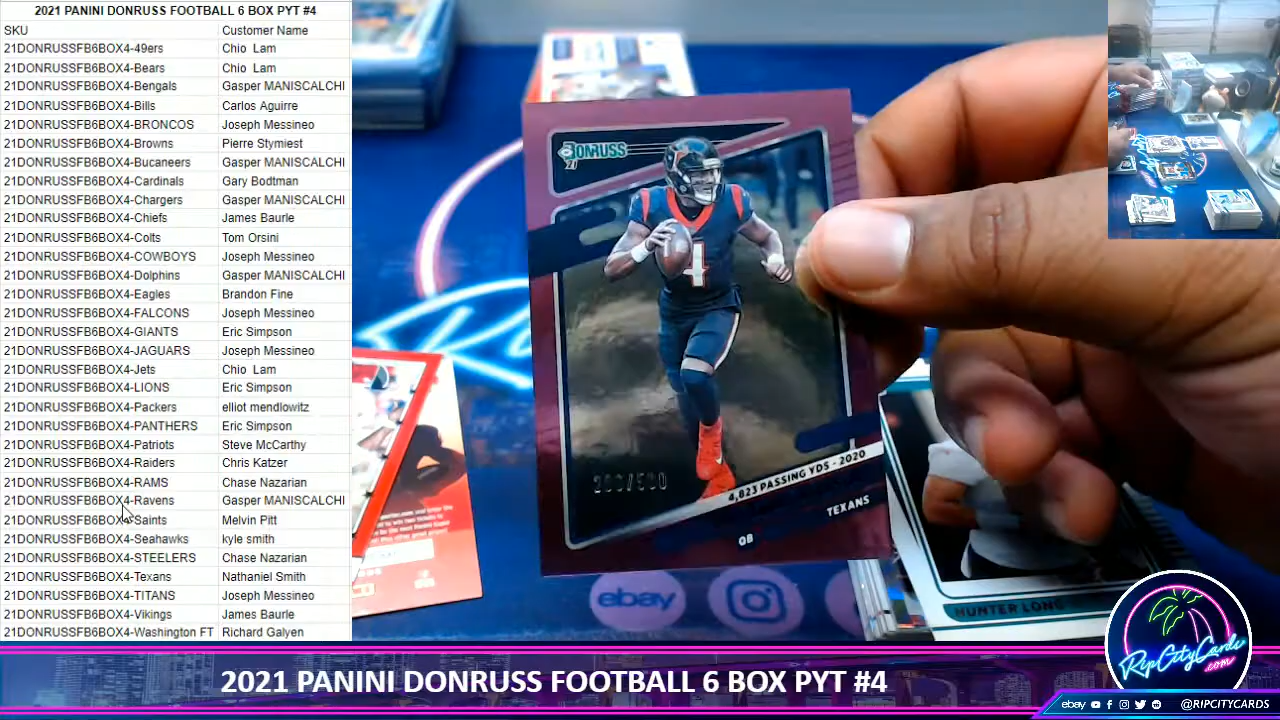 2021 PANINI DONRUSS FOOTBALL 6 BOX PYT #4
SKU Customer Name
21DONRUSSFB6BOX4-49ers Chio Lam
21DONRUSSFB6BOX4-Bears Chio Lam
21DONRUSSFB6BOX4-Bengals Gasper MANISCALCHI
21DONRUSSFB6BOX4-Bills Carlos Aguirre
21DONRUSSFB6BOX4-BRONCOS Joseph Messineo
21DONRUSSFB6BOX4-Browns Pierre Stymiest
21DONRUSSFB6BOX4-Bucaneers Gasper MANISCALCHI
21DONRUSSFB6BOX4-Cardinals Gary Bodtman
21DONRUSSFB6BOX4-Chargers Gasper MANISCALCHI
21DONRUSSFB6BOX4-Chiefs James Baurle
21DONRUSSFB6BOX4-Colts Tom Orsini
21DONRUSSFB6BOX4-COWBOYS Joseph Messineo
21DONRUSSFB6BOX4-Dolphins Gasper MANISCALCHI
21DONRUSSFB6BOX4-Eagles Brandon Fine
21DONRUSSFB6BOX4-FALCONS Joseph Messineo
21DONRUSSFB6BOX4-GIANTS Eric Simpson
21DONRUSSFB6BOX4-JAGUARS Joseph Messineo
21DONRUSSFB6BOX4-Jets Chio Lam
21DONRUSSFB6BOX4-LIONS Eric Simpson
21DONRUSSFB6BOX4-Packers elliot mendlowitz
21DONRUSSFB6BOX4-PANTHERS Eric Simpson
21DONRUSSFB6BOX4-Patriots Steve McCarthy
21DONRUSSFB6BOX4-Raiders Chris Katzer
21DONRUSSFB6BOX4-RAMS Chase Nazarian
21DONRUSSFB6BOX4-Ravens Gasper MANISCALCHI
21DONRUSSFB6BOX4-Saints Melvin Pitt
21DONRUSSFB6BOX4-Seahawks kyle smith
21DONRUSSFB6BOX4-STEELERS Chase Nazarian
21DONRUSSFB6BOX4-Texans Nathaniel Smith
21DONRUSSFB6BOX4-TITANS Joseph Messineo
21DONRUSSFB6BOX4-Vikings James Baurle
21DONRUSSFB6BOX4-Washington FT Richard Galyen
DONRUSS
21
4
4,823 PASSING YDS - 2020
TEXANS
QB
HUNTER LONG
ebay
RipCityCards
.com
2021 PANINI DONRUSS FOOTBALL 6 BOX PYT #4
ebay @RIPCITYCARDS